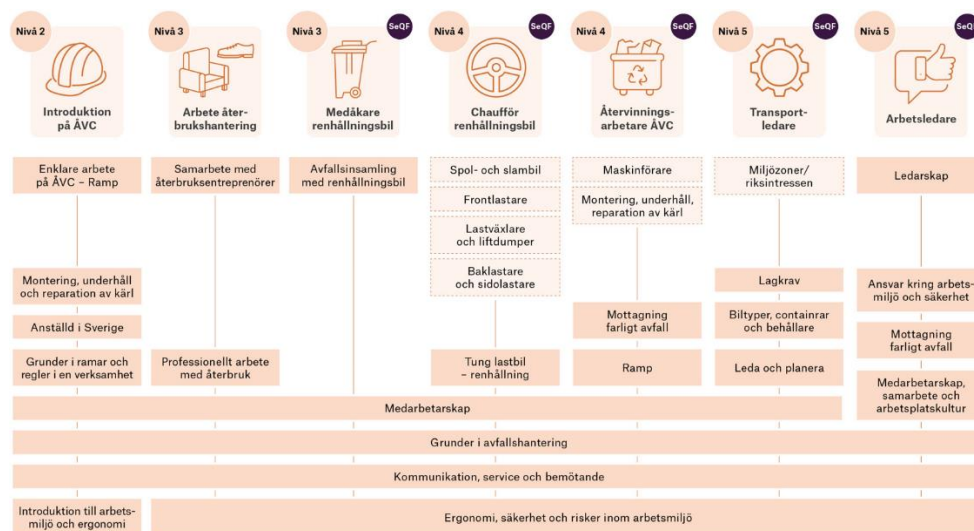 Nivå 2
Nivå 3
Nivå 3
SeQF
Nivå 4
SeQF
Nivå 4
SeQF
Nivå 5
SeQF
Nivå 5
SeQF
Introduktion
på ÅVC
Arbete åter-
brukshantering
Medåkare
renhållningsbil
Chaufför
renhållningsbil
Återvinnings-
arbetare ÅVC
Transport-
ledare
Arbetsledare
Enklare arbete
på ÅVC – Ramp
Samarbete med
återbruksentreprenörer
Avfallsinsamling
med renhållningsbil
Spol- och slambil
Maskinförare
Miljözoner/
riksintressen
Ledarskap
Frontlastare
Montering, underhåll,
reparation av kärl
Lastväxlare
och liftdumper
Montering, underhåll
och reparation av kärl
Baklastare
och sidolastare
Lagkrav
Ansvar kring arbets-
miljö och säkerhet
Anställd i Sverige
Mottagning
farligt avfall
Biltyper, containrar
och behållare
Mottagning
farligt avfall
Grunder i ramar och
regler i en verksamhet
Professionellt arbete
med återbruk
Tung lastbil
– renhållning
Ramp
Leda och planera
Medarbetarskap,
samarbete och
arbetsplatskultur
Medarbetarskap
Grunder i avfallshantering
Kommunikation, service och bemötande
Introduktion till arbets-
miljö och ergonomi
Ergonomi, säkerhet och risker inom arbetsmiljö